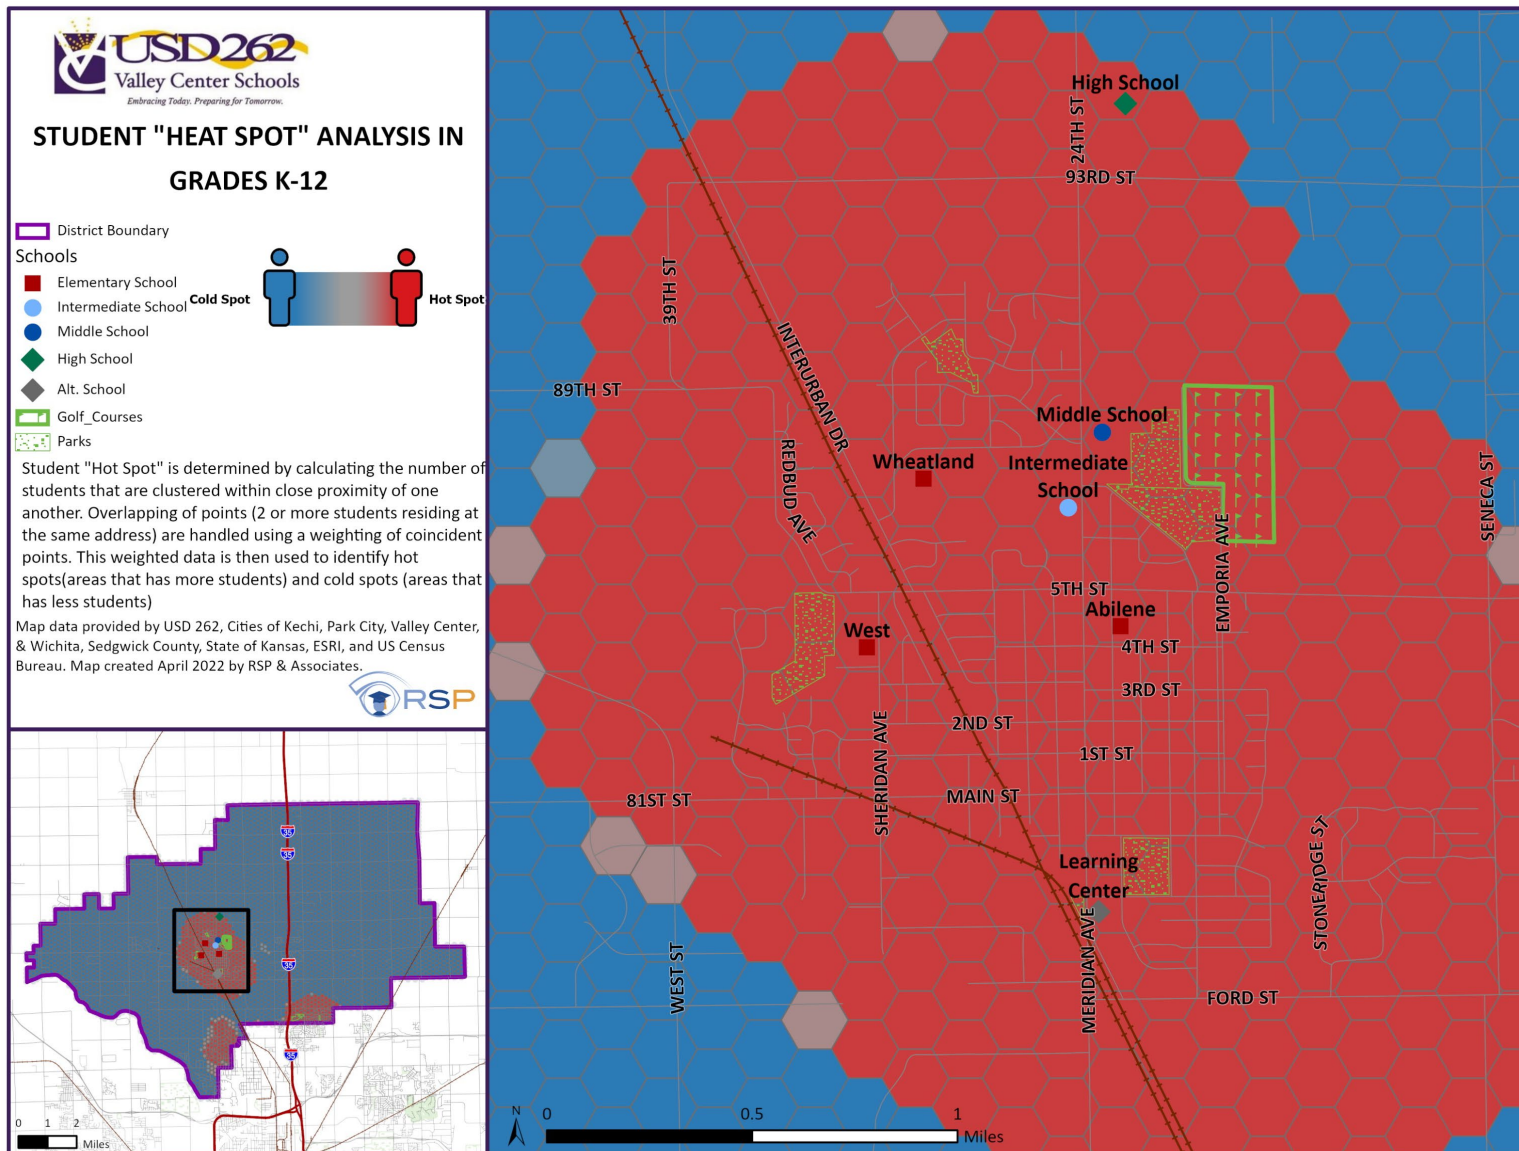 USD262
Valley Center Schools
Embracing Today. Preparing for Tomorrow.
STUDENT "HEAT SPOT" ANALYSIS IN
GRADES K-12
District Boundary
Schools
Elementary School
Intermediate School
Middle School
High School
Alt. School
Golf_Courses
Parks
Cold Spot
Hot Spot
Student "Hot Spot" is determined by calculating the number of
students that are clustered within close proximity of one
another. Overlapping of points (2 or more students residing at
the same address) are handled using a weighting of coincident
points. This weighted data is then used to identify hot
spots(areas that has more students) and cold spots (areas that
has less students)
Map data provided by USD 262, Cities of Kechi, Park City, Valley Center,
& Wichita, Sedgwick County, State of Kansas, ESRI, and US Census
Bureau. Map created April 2022 by RSP & Associates.
RSP
35
35
35
35
0 1 2
Miles
High School
24TH ST
93RD ST
39TH ST
INTERURBAN DR
89TH ST
Middle School
REDBUD AVE
Wheatland
Intermediate
School
SENECA ST
EMPORIA AVE
5TH ST
Abilene
West
4TH ST
3RD ST
2ND ST
SHERIDAN AVE
1ST ST
81ST ST
MAIN ST
Learning
Center
STONERIDGE ST
WEST ST
MERIDIAN AVE
FORD ST
N
0 0.5 1
Miles